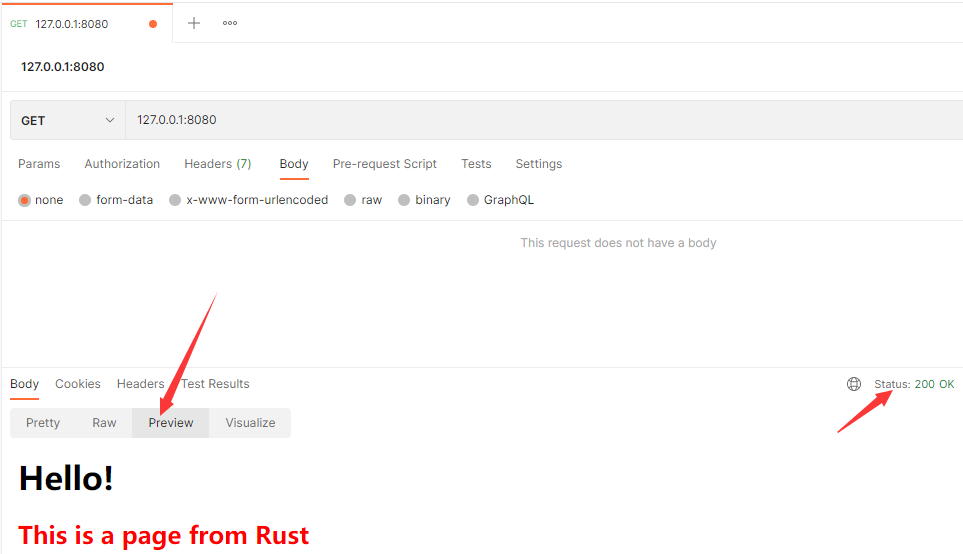 GET 127.0.0.1:8080
127.0.0.1:8080
GET 127.0.0.1:8080
Params Authorization Headers (7) Body Pre-request Script Tests Settings
none form-data x-www-form-urlencoded raw binary GraphQL
This request does not have a body
Body Cookies Headers Test Results Status: 200 OK
Pretty Raw Preview Visualize
Hello!
This is a page from Rust